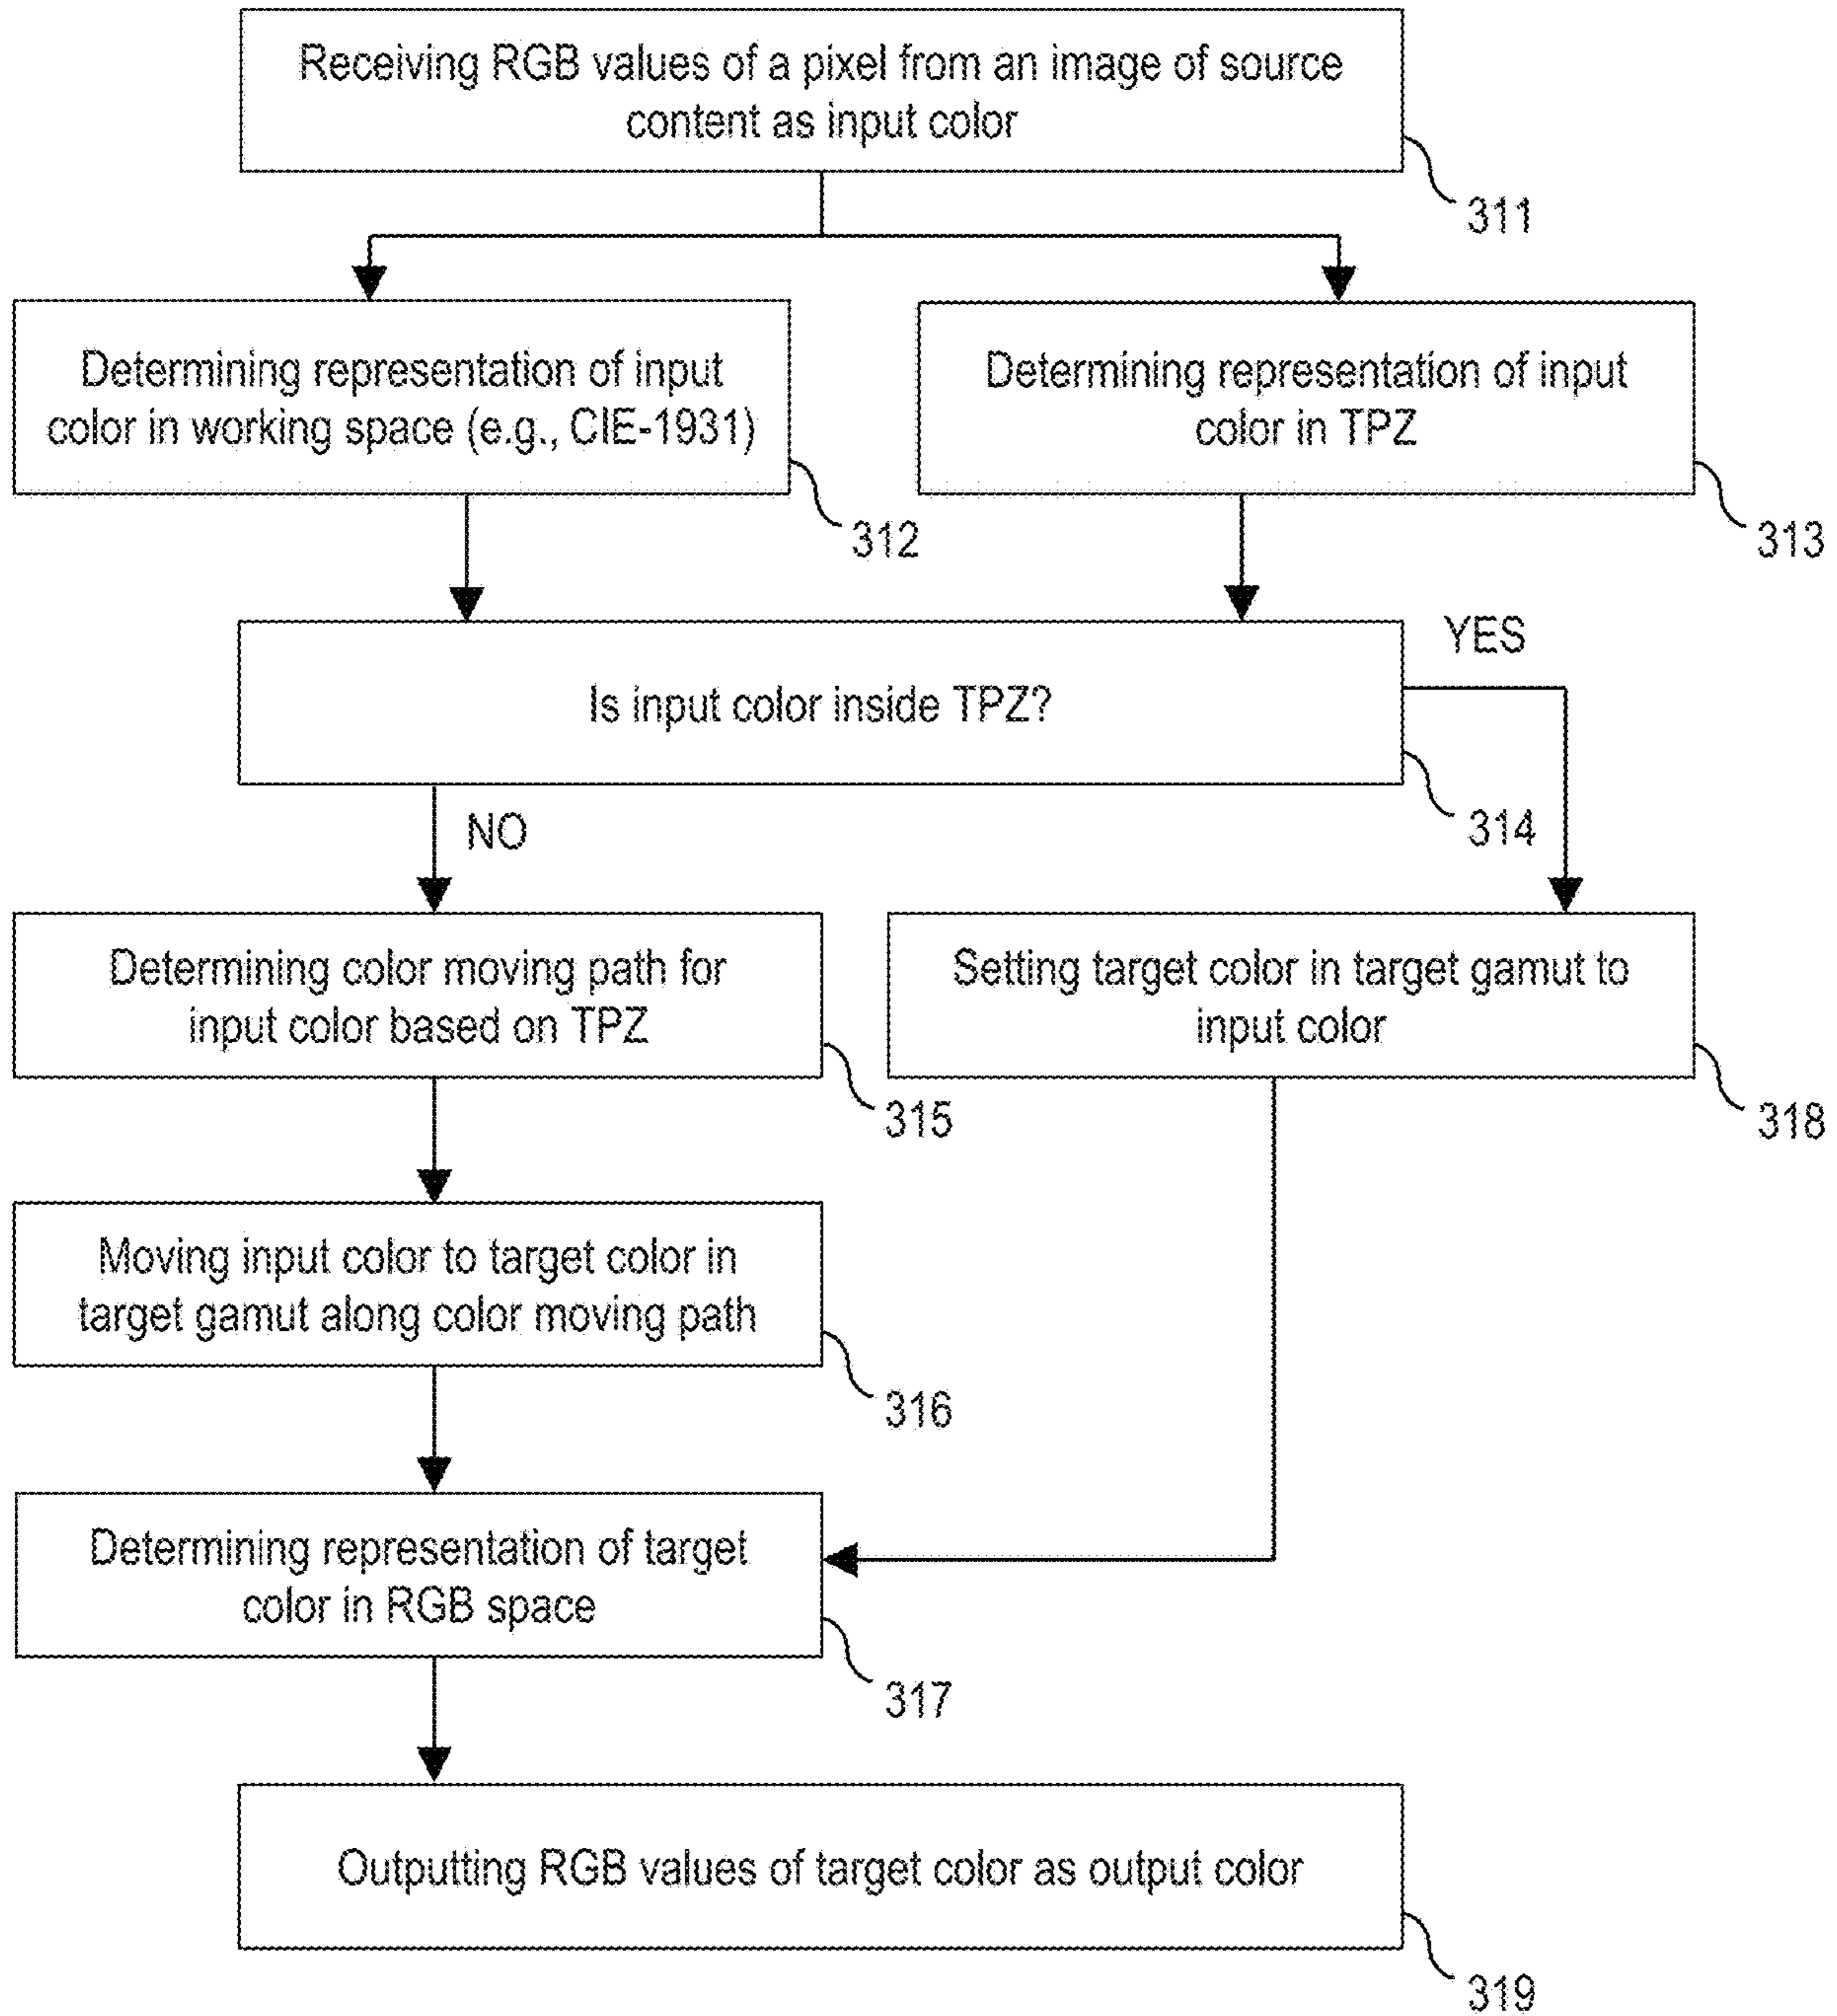 Receiving RGB values of a pixel from an image of source
content as input color
311
Determining representation of input
color in working space (e.g., CIE-1931)
312
Determining representation of input
color in TPZ
313
Is input color inside TPZ?
YES
314
NO
Determining color moving path for
input color based on TPZ
315
Setting target color in target gamut to
input color
318
Moving input color to target color in
target gamut along color moving path
316
Determining representation of target
color in RGB space
317
Outputting RGB values of target color as output color
319